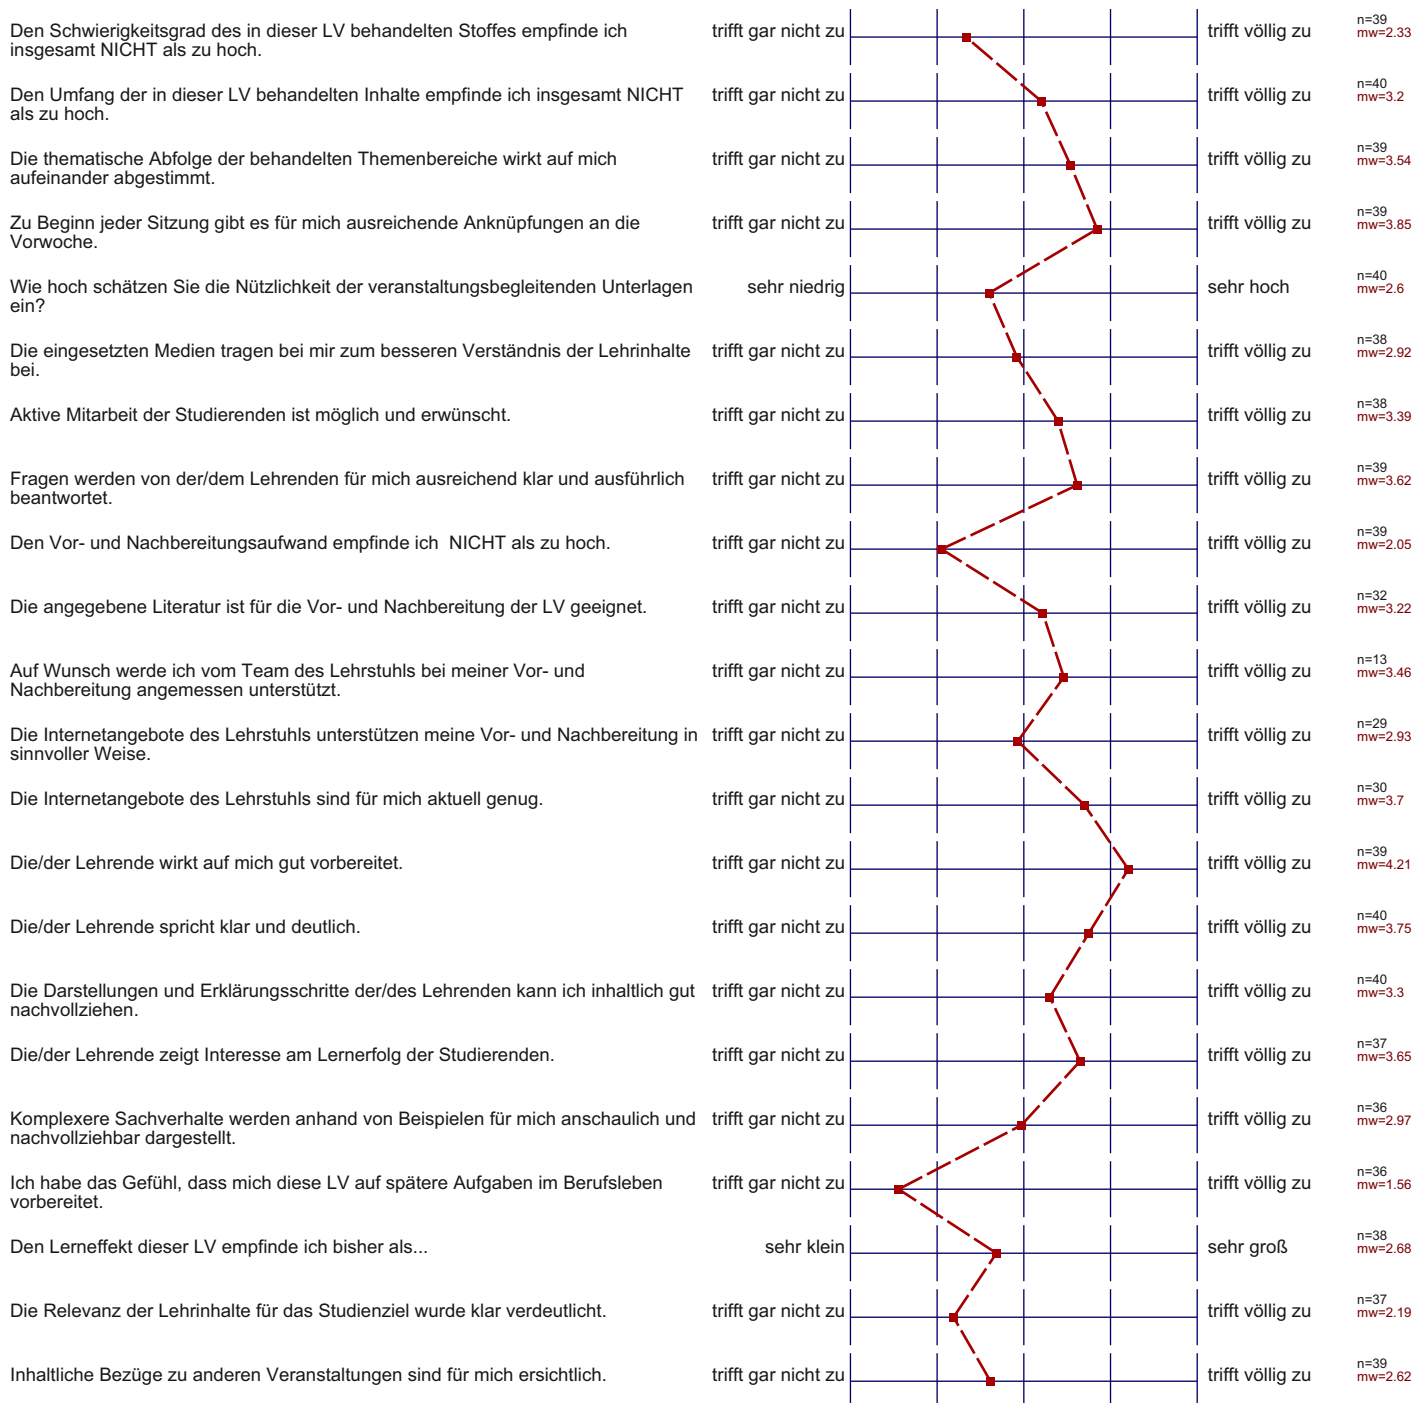 Den Schwierigkeitsgrad des in dieser LV behandelten Stoffes empfinde ich
insgesamt NICHT als zu hoch.
trifft gar nicht zu
trifft völlig zu
n=39
mw=2.33
Den Umfang der in dieser LV behandelten Inhalte empfinde ich insgesamt NICHT
als zu hoch.
trifft gar nicht zu
trifft völlig zu
n=40
mw=3.2
Die thematische Abfolge der behandelten Themenbereiche wirkt auf mich
aufeinander abgestimmt.
trifft gar nicht zu
trifft völlig zu
n=39
mw=3.54
Zu Beginn jeder Sitzung gibt es für mich ausreichende Anknüpfungen an die
Vorwoche.
trifft gar nicht zu
trifft völlig zu
n=39
mw=3.85
Wie hoch schätzen Sie die Nützlichkeit der veranstaltungsbegleitenden Unterlagen
ein?
sehr niedrig
sehr hoch
n=40
mw=2.6
Die eingesetzten Medien tragen bei mir zum besseren Verständnis der Lehrinhalte
bei.
trifft gar nicht zu
trifft völlig zu
n=38
mw=2.92
Aktive Mitarbeit der Studierenden ist möglich und erwünscht.
trifft gar nicht zu
trifft völlig zu
n=38
mw=3.39
Fragen werden von der/dem Lehrenden für mich ausreichend klar und ausführlich
beantwortet.
trifft gar nicht zu
trifft völlig zu
n=39
mw=3.62
Den Vor- und Nachbereitungsaufwand empfinde ich  NICHT als zu hoch.
trifft gar nicht zu
trifft völlig zu
n=39
mw=2.05
Die angegebene Literatur ist für die Vor- und Nachbereitung der LV geeignet.
trifft gar nicht zu
trifft völlig zu
n=32
mw=3.22
Auf Wunsch werde ich vom Team des Lehrstuhls bei meiner Vor- und
Nachbereitung angemessen unterstützt.
trifft gar nicht zu
trifft völlig zu
n=13
mw=3.46
Die Internetangebote des Lehrstuhls unterstützen meine Vor- und Nachbereitung in
sinnvoller Weise.
trifft gar nicht zu
trifft völlig zu
n=29
mw=2.93
Die Internetangebote des Lehrstuhls sind für mich aktuell genug.
trifft gar nicht zu
trifft völlig zu
n=30
mw=3.7
Die/der Lehrende wirkt auf mich gut vorbereitet.
trifft gar nicht zu
trifft völlig zu
n=39
mw=4.21
Die/der Lehrende spricht klar und deutlich.
trifft gar nicht zu
trifft völlig zu
n=40
mw=3.75
Die Darstellungen und Erklärungsschritte der/des Lehrenden kann ich inhaltlich gut
nachvollziehen.
trifft gar nicht zu
trifft völlig zu
n=40
mw=3.3
Die/der Lehrende zeigt Interesse am Lernerfolg der Studierenden.
trifft gar nicht zu
trifft völlig zu
n=37
mw=3.65
Komplexere Sachverhalte werden anhand von Beispielen für mich anschaulich und
nachvollziehbar dargestellt.
trifft gar nicht zu
trifft völlig zu
n=36
mw=2.97
Ich habe das Gefühl, dass mich diese LV auf spätere Aufgaben im Berufsleben
vorbereitet.
trifft gar nicht zu
trifft völlig zu
n=36
mw=1.56
Den Lerneffekt dieser LV empfinde ich bisher als...
sehr klein
sehr groß
n=38
mw=2.68
Die Relevanz der Lehrinhalte für das Studienziel wurde klar verdeutlicht.
trifft gar nicht zu
trifft völlig zu
n=37
mw=2.19
Inhaltliche Bezüge zu anderen Veranstaltungen sind für mich ersichtlich.
trifft gar nicht zu
trifft völlig zu
n=39
mw=2.62